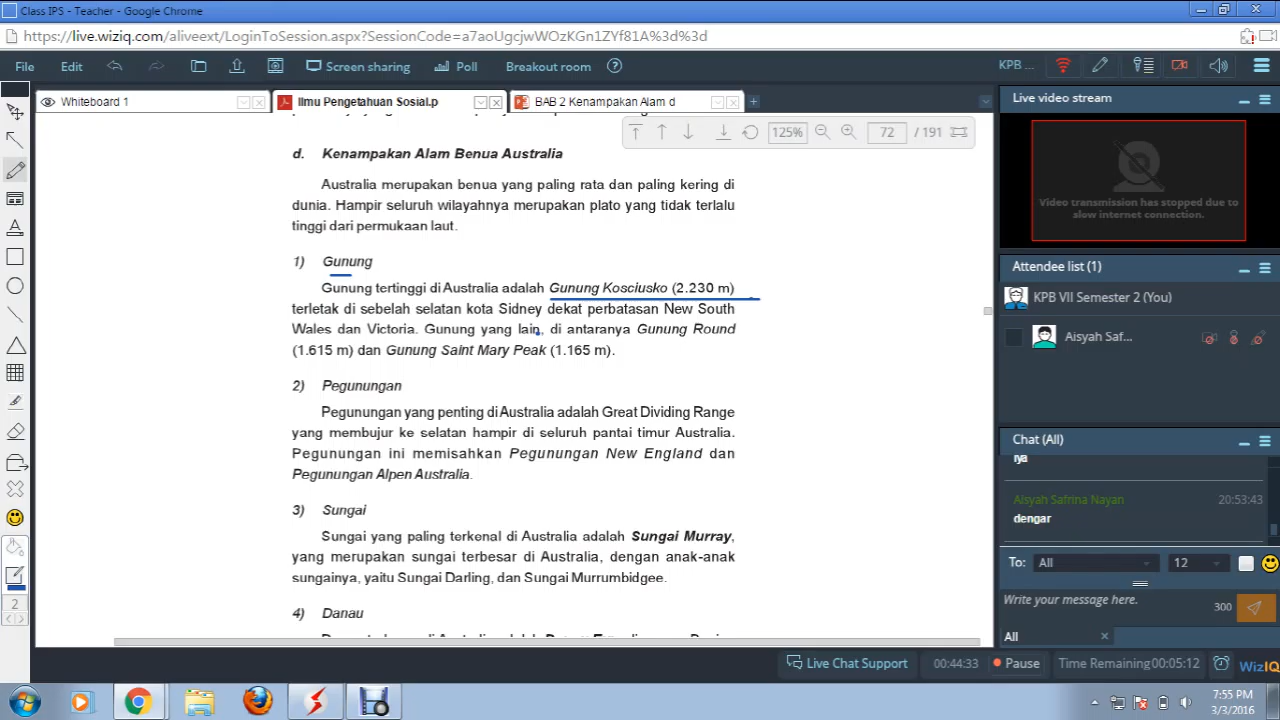 Class IPS - Teacher - Google Chrome
https://live.wiziq.com/aliveext/LoginToSession.aspx?SessionCode=a7aoUgcjwWOzKGn1ZYf81A%3d%3d
File Edit Screen sharing Poll Breakout room KPB ...
Whiteboard 1 Ilmu Pengetahuan Sosial.p BAB 2 Kenampakan Alam d
125% 72 / 191
d. Kenampakan Alam Benua Australia
Australia merupakan benua yang paling rata dan paling kering di
dunia. Hampir seluruh wilayahnya merupakan plato yang tidak terlalu
tinggi dari permukaan laut.
1) Gunung
Gunung tertinggi di Australia adalah Gunung Kosciusko (2.230 m)
terletak di sebelah selatan kota Sidney dekat perbatasan New South
Wales dan Victoria. Gunung yang lain, di antaranya Gunung Round
(1.615 m) dan Gunung Saint Mary Peak (1.165 m).
2) Pegunungan
Pegunungan yang penting di Australia adalah Great Dividing Range
yang membujur ke selatan hampir di seluruh pantai timur Australia.
Pegunungan ini memisahkan Pegunungan New England dan
Pegunungan Alpen Australia.
3) Sungai
Sungai yang paling terkenal di Australia adalah Sungai Murray,
yang merupakan sungai terbesar di Australia, dengan anak-anak
sungainya, yaitu Sungai Darling, dan Sungai Murrumbidgee.
4) Danau
2
Live video stream
Video transmission has stopped due to
slow internet connection.
Attendee list (1)
KPB VII Semester 2 (You)
Aisyah Saf...
Chat (All)
iya
Aisyah Safrina Nayan 20:53:43
dengar
To: All 12
Write your message here. 300
All
Live Chat Support 00:44:33 Pause Time Remaining 00:05:12 WizIQ
7:55 PM
3/3/2016